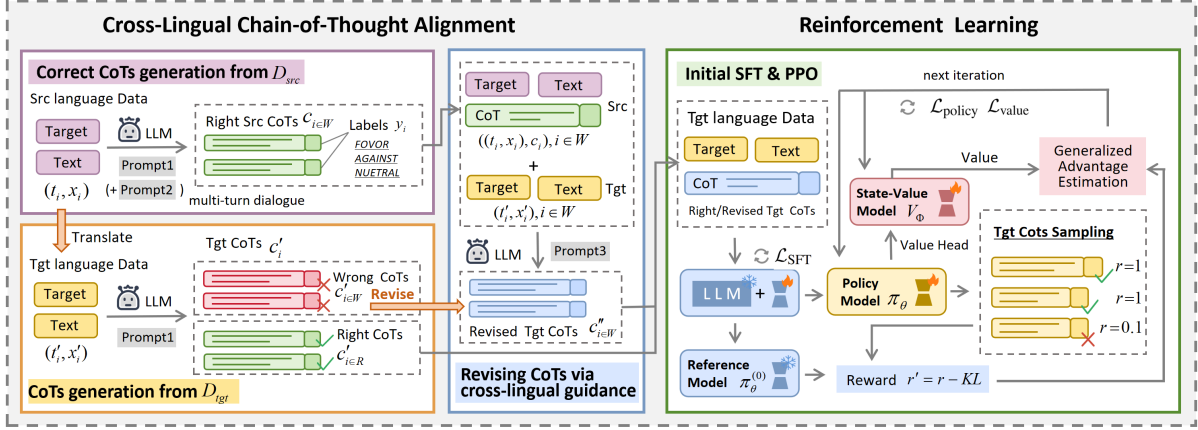 Cross-Lingual Chain-of-Thought Alignment
Correct CoTs generation from D_src
Src language Data
Target
Text
(t_i, x_i)
LLM
Prompt1
(+ Prompt2 )
multi-turn dialogue
Right Src CoTs c_{i∈W}
Labels y_i
FOVOR
AGAINST
NUETRAL
Translate
Tgt language Data
Target
Text
(t'_i, x'_i)
LLM
Prompt1
Tgt CoTs c'_i
Wrong CoTs
c'_{i∈W}
Right CoTs
c'_{i∈R}
Revise
CoTs generation from D_tgt
Target
Text
CoT
Src
((t_i, x_i), c_i), i ∈ W
+
Target
Text
Tgt
(t'_i, x'_i), i ∈ W
LLM
Prompt3
Revised Tgt CoTs c''_{i∈W}
Revising CoTs via
cross-lingual guidance
Reinforcement Learning
Initial SFT & PPO
Tgt language Data
Target
Text
CoT
Right/Revised Tgt CoTs
ℒ_SFT
LLM
+
Reference
Model π_θ^{(0)}
Policy
Model π_θ
Value Head
State-Value
Model V_Φ
Value
next iteration
ℒ_policy ℒ_value
Generalized
Advantage
Estimation
Tgt Cots Sampling
r=1
r=1
r=0.1
Reward r' = r − KL